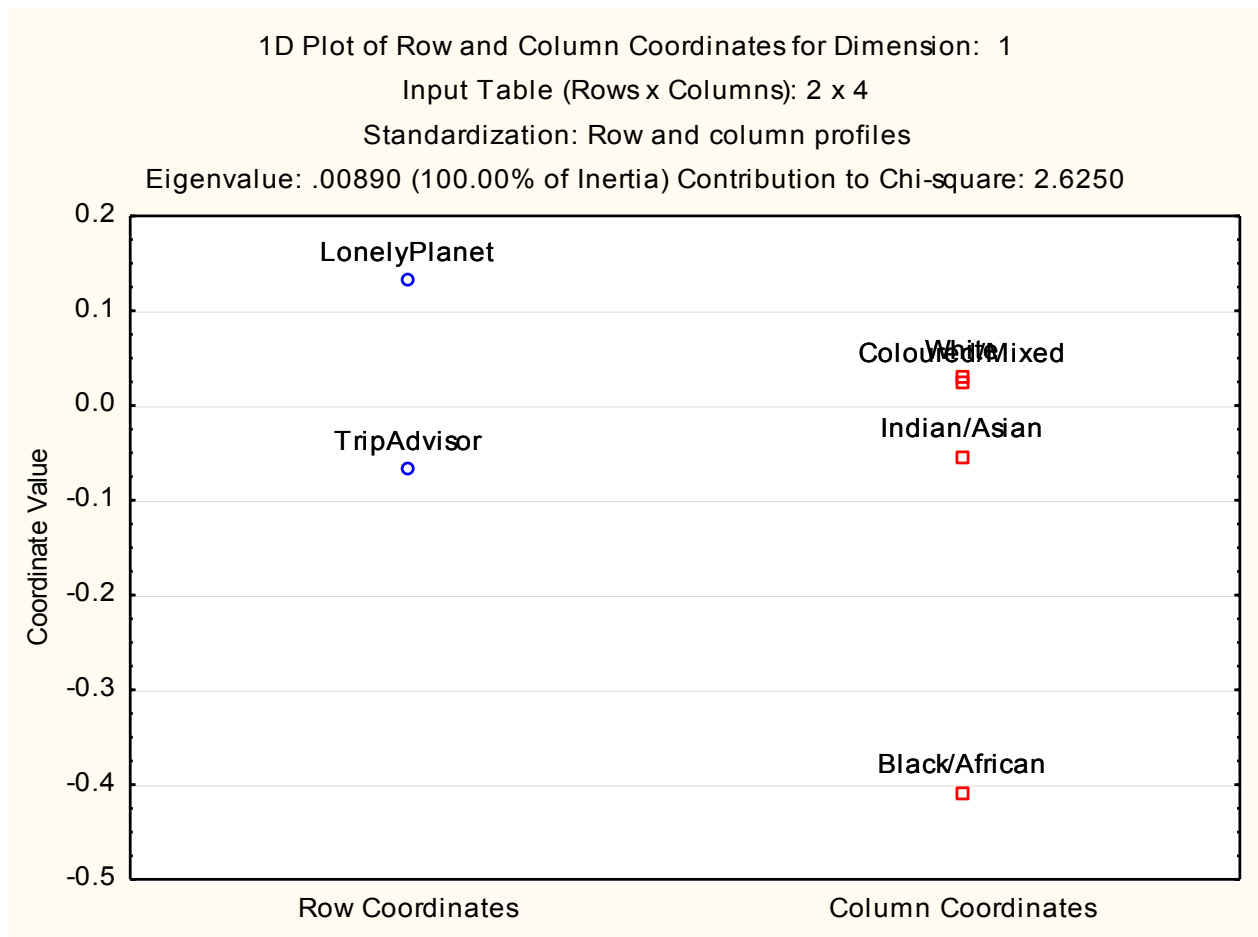 1D Plot of Row and Column Coordinates for Dimension: 1
Input Table (Rows x Columns): 2 x 4
Standardization: Row and column profiles
Eigenvalue: .00890 (100.00% of Inertia) Contribution to Chi-square: 2.6250
0.2
LonelyPlanet
0.1
White
Coloured/Mixed
0.0
Indian/Asian
TripAdvisor
-0.1
-0.2
-0.3
Black/African
-0.4
-0.5
Coordinate Value
Row Coordinates
Column Coordinates